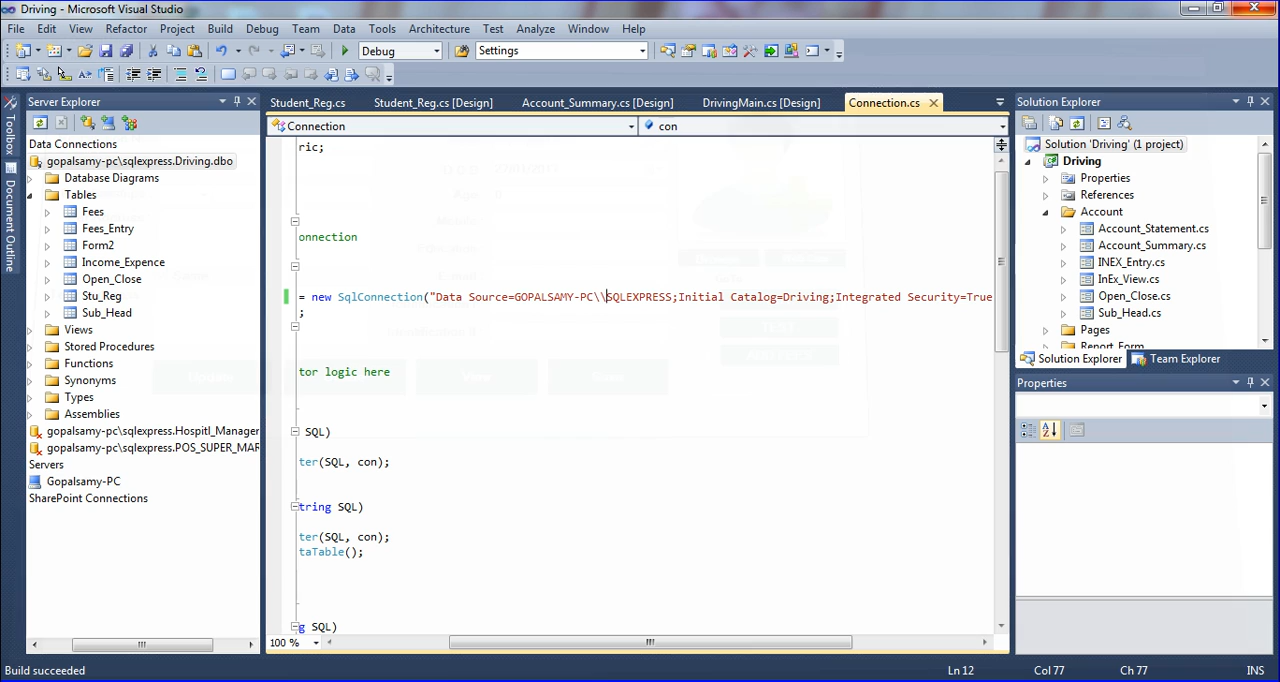 Driving - Microsoft Visual Studio
File Edit View Refactor Project Build Debug Team Data Tools Architecture Test Analyze Window Help
Debug Settings
Toolbox
Document Outline
Server Explorer
Data Connections
gopalsamy-pc\sqlexpress.Driving.dbo
Database Diagrams
Tables
Fees
Fees_Entry
Form2
Income_Expence
Open_Close
Stu_Reg
Sub_Head
Views
Stored Procedures
Functions
Synonyms
Types
Assemblies
gopalsamy-pc\sqlexpress.Hospitl_Manager
gopalsamy-pc\sqlexpress.POS_SUPER_MAR
Servers
Gopalsamy-PC
SharePoint Connections
Student_Reg.cs Student_Reg.cs [Design] Account_Summary.cs [Design] DrivingMain.cs [Design] Connection.cs
Connection con
ric;
onnection
= new SqlConnection("Data Source=GOPALSAMY-PC\\SQLEXPRESS;Initial Catalog=Driving;Integrated Security=True
;
tor logic here
SQL)
ter(SQL, con);
tring SQL)
ter(SQL, con);
taTable();
g SQL)
100 %
Solution Explorer
Solution 'Driving' (1 project)
Driving
Properties
References
Account
Account_Statement.cs
Account_Summary.cs
INEX_Entry.cs
InEx_View.cs
Open_Close.cs
Sub_Head.cs
Pages
Report_Form
Solution Explorer Team Explorer
Properties
Build succeeded Ln 12 Col 77 Ch 77 INS